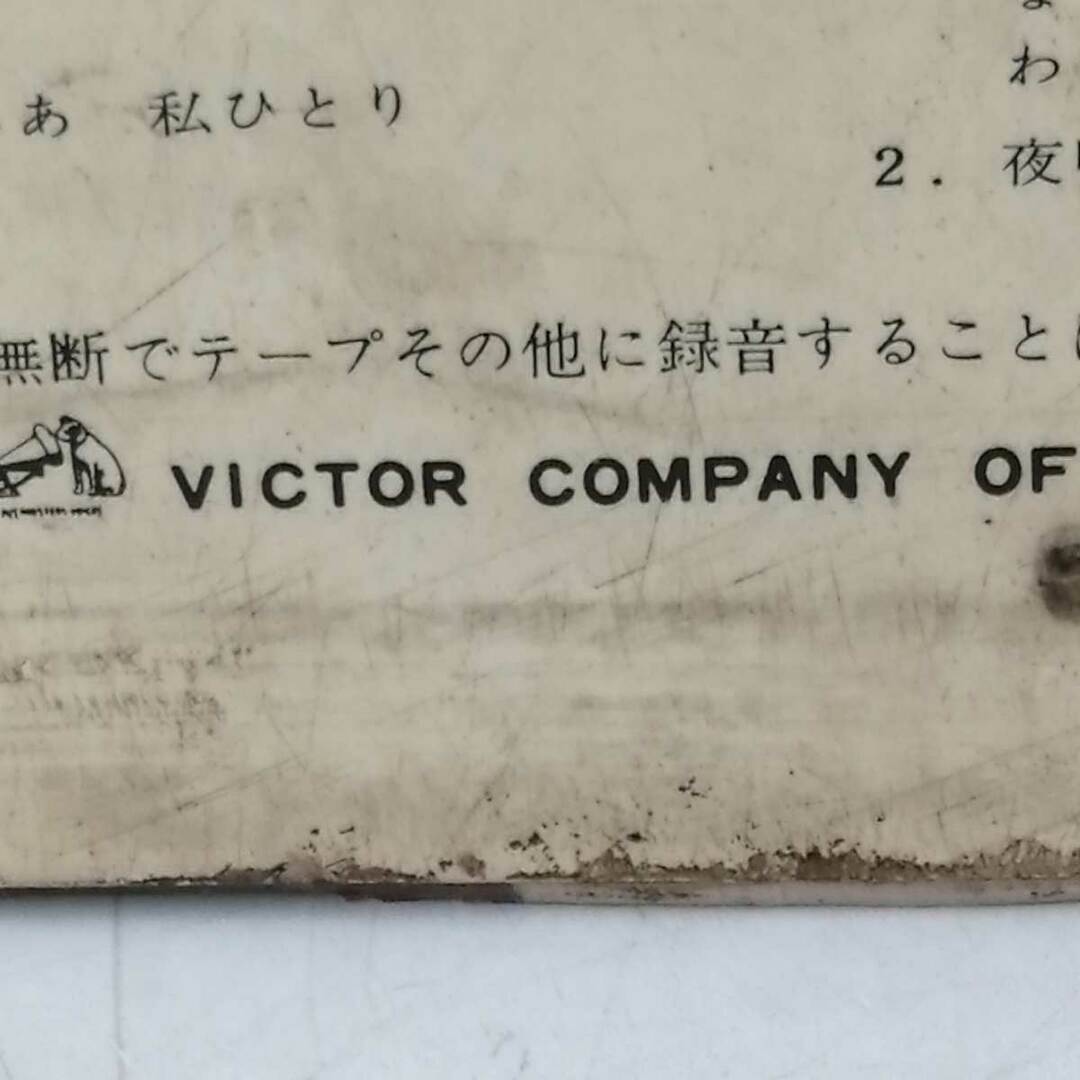 あ 私ひとり
わ
2. 夜
無断でテープその他に録音すること
VICTOR COMPANY OF